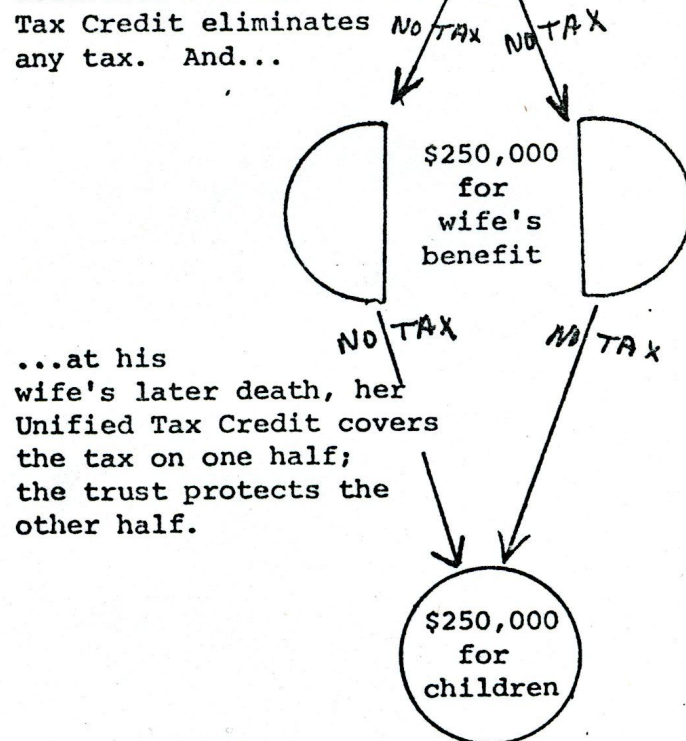 Tax Credit eliminates
any tax. And...
NO TAX
NO TAX
$250,000
for
wife's
benefit
NO TAX
NO TAX
...at his
wife's later death, her
Unified Tax Credit covers
the tax on one half;
the trust protects the
other half.
$250,000
for
children